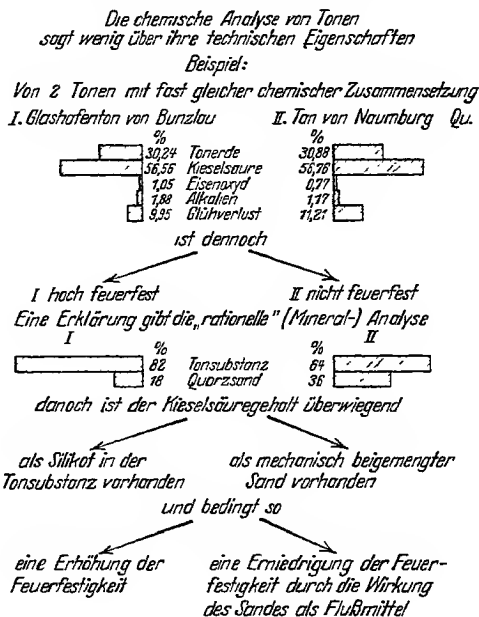 Die chemische Analyse von Tonen
sagt wenig über ihre technischen Eigenschaften
Beispiel:
Von 2 Tonen mit fast gleicher chemischer Zusammensetzung
I. Glashafenton von Bunzlau II. Ton von Naumburg Qu.
% %
30,24 Tonerde 30,88
56,56 Kieselsäure 56,76
1,05 Eisenoxyd 0,77
1,88 Alkalien 1,17
9,95 Glühverlust 11,21
ist dennoch
I hoch feuerfest II nicht feuerfest
Eine Erklärung gibt die „rationelle" (Mineral-) Analyse
I II
% %
82 Tonsubstanz 64
18 Quarzsand 36
danach ist der Kieselsäuregehalt überwiegend
als Silikat in der als mechanisch beigemengter
Tonsubstanz vorhanden Sand vorhanden
und bedingt so
eine Erhöhung der eine Erniedrigung der Feuer-
Feuerfestigkeit festigkeit durch die Wirkung
des Sandes als Flußmittel